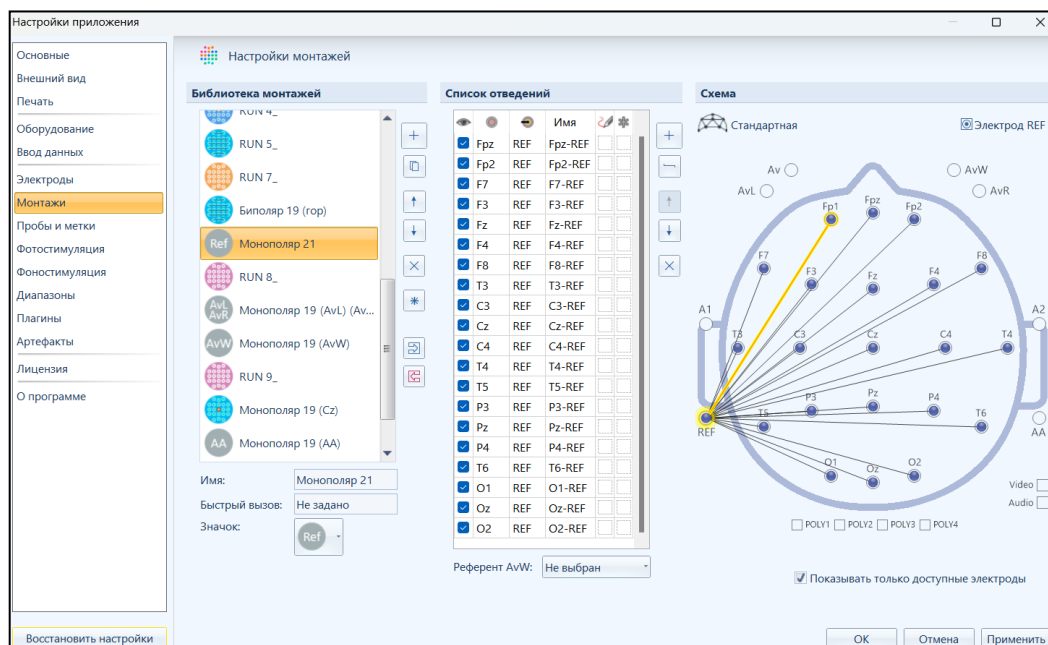 Настройки приложения
Основные
Внешний вид
Печать
Оборудование
Ввод данных
Электроды
Монтажи
Пробы и метки
Фотостимуляция
Фоностимуляция
Диапазоны
Плагины
Артефакты
Лицензия
О программе
Восстановить настройки
Настройки монтажей
Библиотека монтажей
RUN 4_
RUN 5_
RUN 7_
Биполяр 19 (гор)
Ref Монополяр 21
RUN 8_
AvL AvR Монополяр 19 (AvL) (Av...
AvW Монополяр 19 (AvW)
RUN 9_
Монополяр 19 (Cz)
AA Монополяр 19 (AA)
Имя: Монополяр 21
Быстрый вызов: Не задано
Значок: Ref
Список отведений
Имя
Fpz REF Fpz-REF
Fp2 REF Fp2-REF
F7 REF F7-REF
F3 REF F3-REF
Fz REF Fz-REF
F4 REF F4-REF
F8 REF F8-REF
T3 REF T3-REF
C3 REF C3-REF
Cz REF Cz-REF
C4 REF C4-REF
T4 REF T4-REF
T5 REF T5-REF
P3 REF P3-REF
Pz REF Pz-REF
P4 REF P4-REF
T6 REF T6-REF
O1 REF O1-REF
Oz REF Oz-REF
O2 REF O2-REF
Референт AvW: Не выбран
Схема
Стандартная Электрод REF
Av AvW
AvL AvR
Fp1 Fpz Fp2
F7 F3 Fz F4 F8
A1 A2
T3 C3 Cz C4 T4
REF T5 P3 Pz P4 T6 AA
O1 Oz O2
Video
Audio
POLY1 POLY2 POLY3 POLY4
Показывать только доступные электроды
ОК Отмена Применить